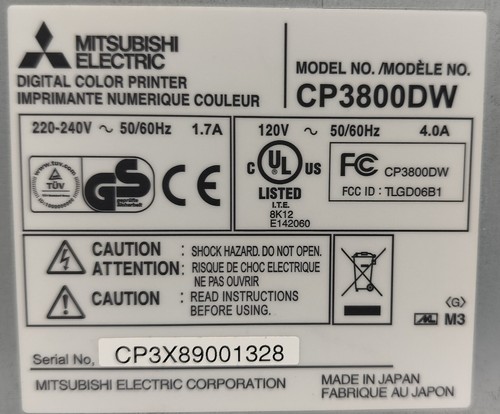 MITSUBISHI
ELECTRIC
DIGITAL COLOR PRINTER
IMPRIMANTE NUMERIQUE COULEUR
MODEL NO. /MODÈLE NO.
CP3800DW
220-240V ~ 50/60Hz 1.7A
120V ~ 50/60Hz 4.0A
TÜV
GS
geprüfte
Sicherheit
CE
C UL US
LISTED
I.T.E.
8K12
E142060
FC CP3800DW
FCC ID : TLGD06B1
CAUTION : SHOCK HAZARD. DO NOT OPEN.
ATTENTION : RISQUE DE CHOC ELECTRIQUE
NE PAS OUVRIR
CAUTION : READ INSTRUCTIONS
BEFORE USING.
<G>
M3
Serial No, CP3X89001328
MITSUBISHI ELECTRIC CORPORATION
MADE IN JAPAN
FABRIQUE AU JAPON